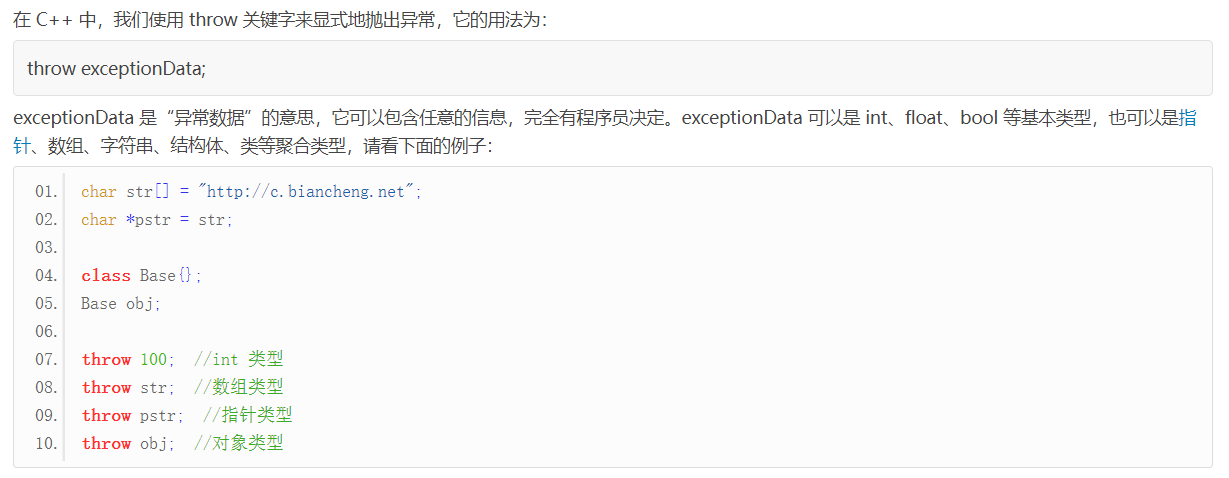 在 C++ 中，我们使用 throw 关键字来显式地抛出异常，它的用法为：
throw exceptionData;
exceptionData 是“异常数据”的意思，它可以包含任意的信息，完全有程序员决定。exceptionData 可以是 int、float、bool 等基本类型，也可以是指
针、数组、字符串、结构体、类等聚合类型，请看下面的例子：
01. char str[] = "http://c.biancheng.net";
02. char *pstr = str;
03.
04. class Base{};
05. Base obj;
06.
07. throw 100;  //int 类型
08. throw str;  //数组类型
09. throw pstr;  //指针类型
10. throw obj;  //对象类型